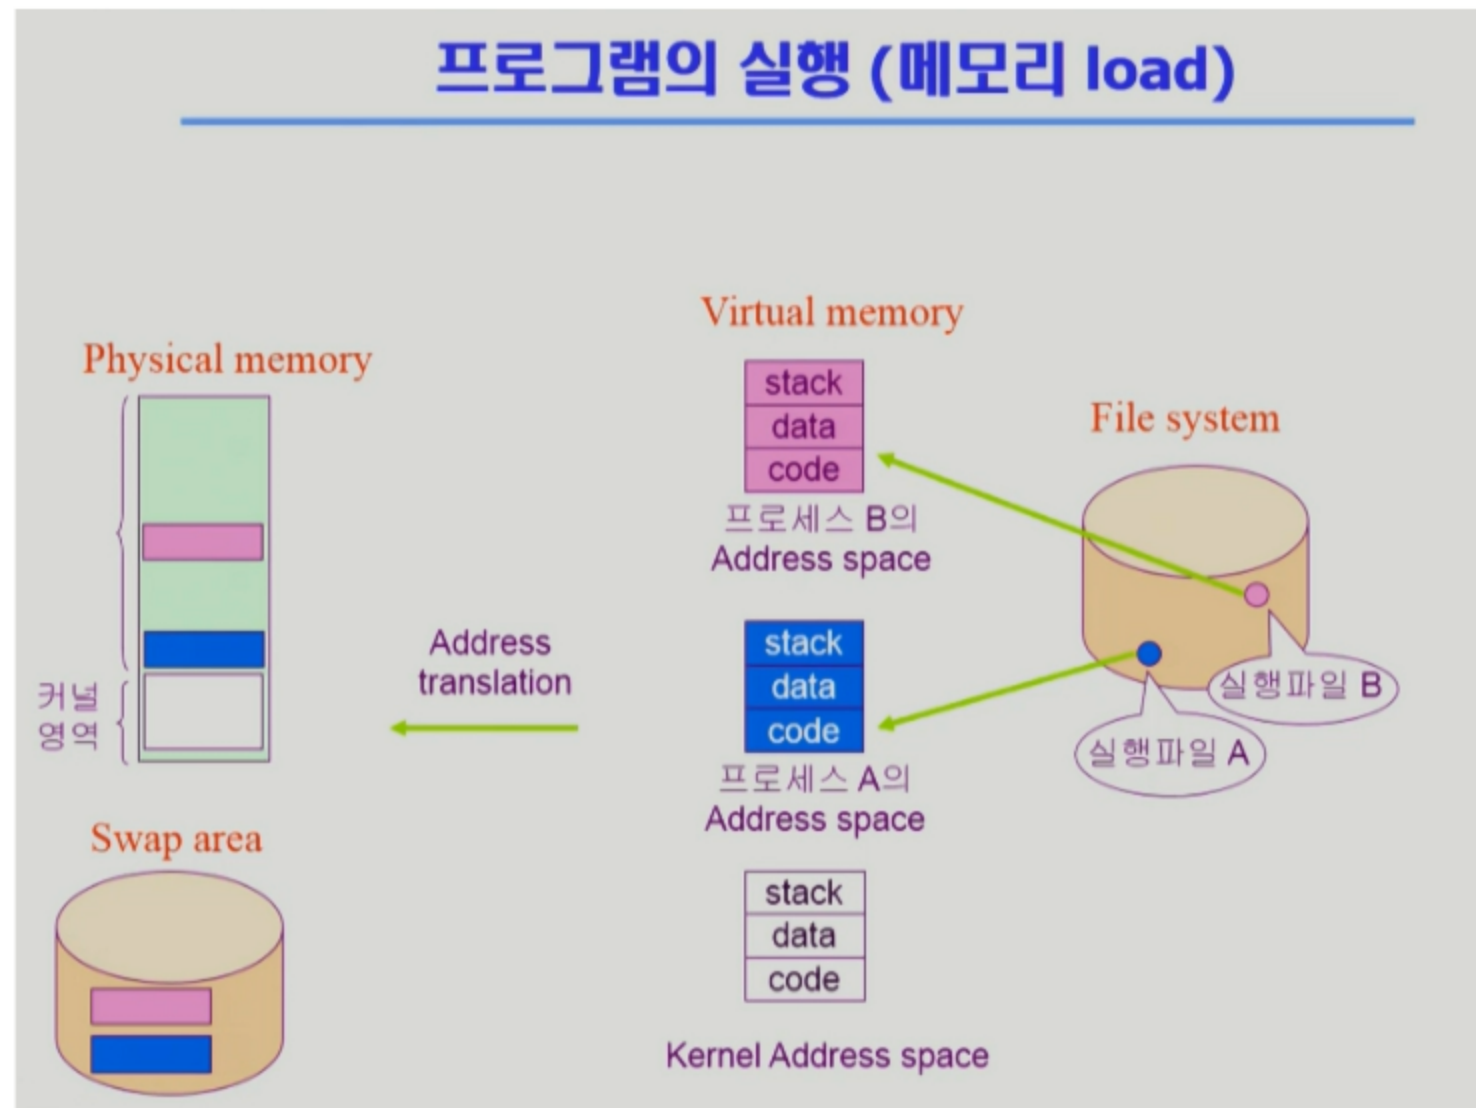 프로그램의 실행 (메모리 load)
Physical memory
커널
영역
Swap area
Address
translation
Virtual memory
stack
data
code
프로세스 B의
Address space
stack
data
code
프로세스 A의
Address space
stack
data
code
Kernel Address space
File system
실행파일 B
실행파일 A